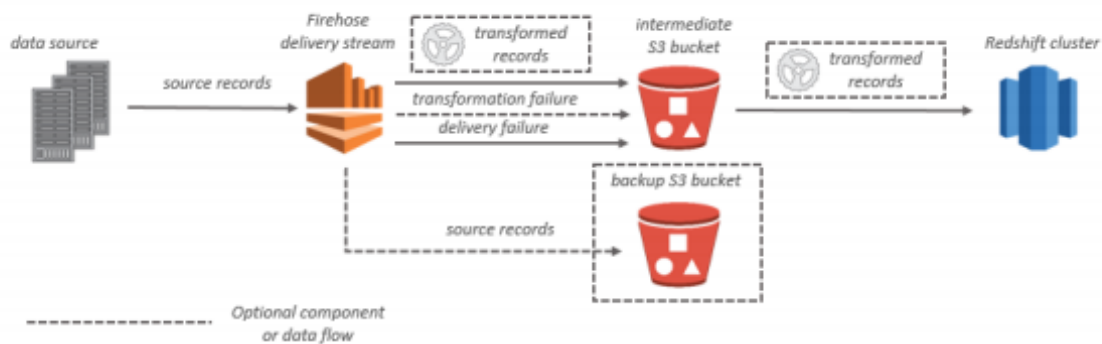 data source
source records
Firehose
delivery stream
transformed
records
transformation failure
delivery failure
intermediate
S3 bucket
transformed
records
Redshift cluster
backup S3 bucket
source records
Optional component
or data flow